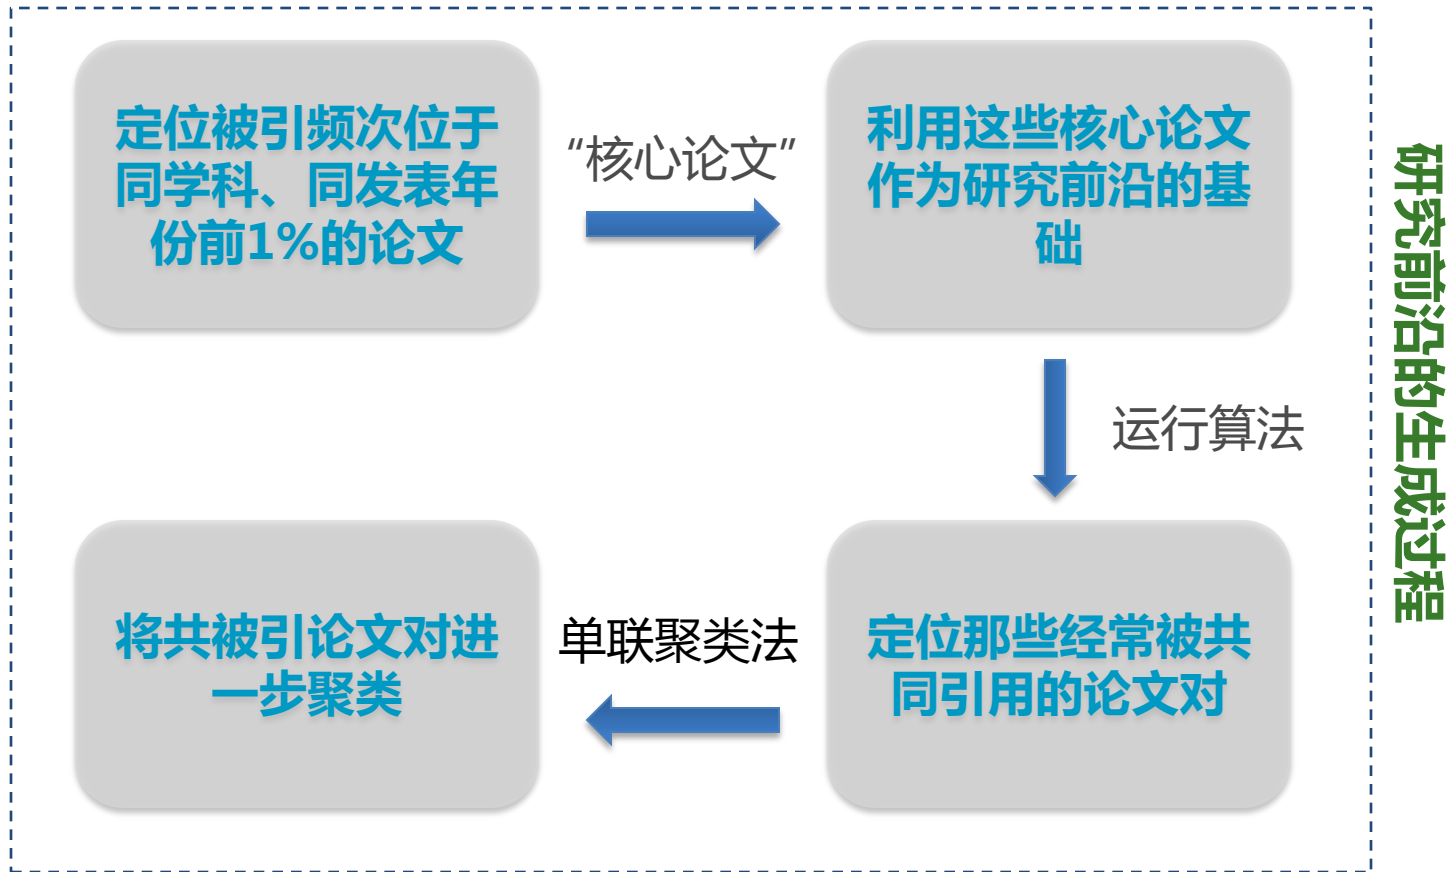 定位被引频次位于
同学科、同发表年
份前1%的论文
“核心论文”
利用这些核心论文
作为研究前沿的基
础
运行算法
定位那些经常被共
同引用的论文对
单联聚类法
将共被引论文对进
一步聚类
研究前沿的生成过程